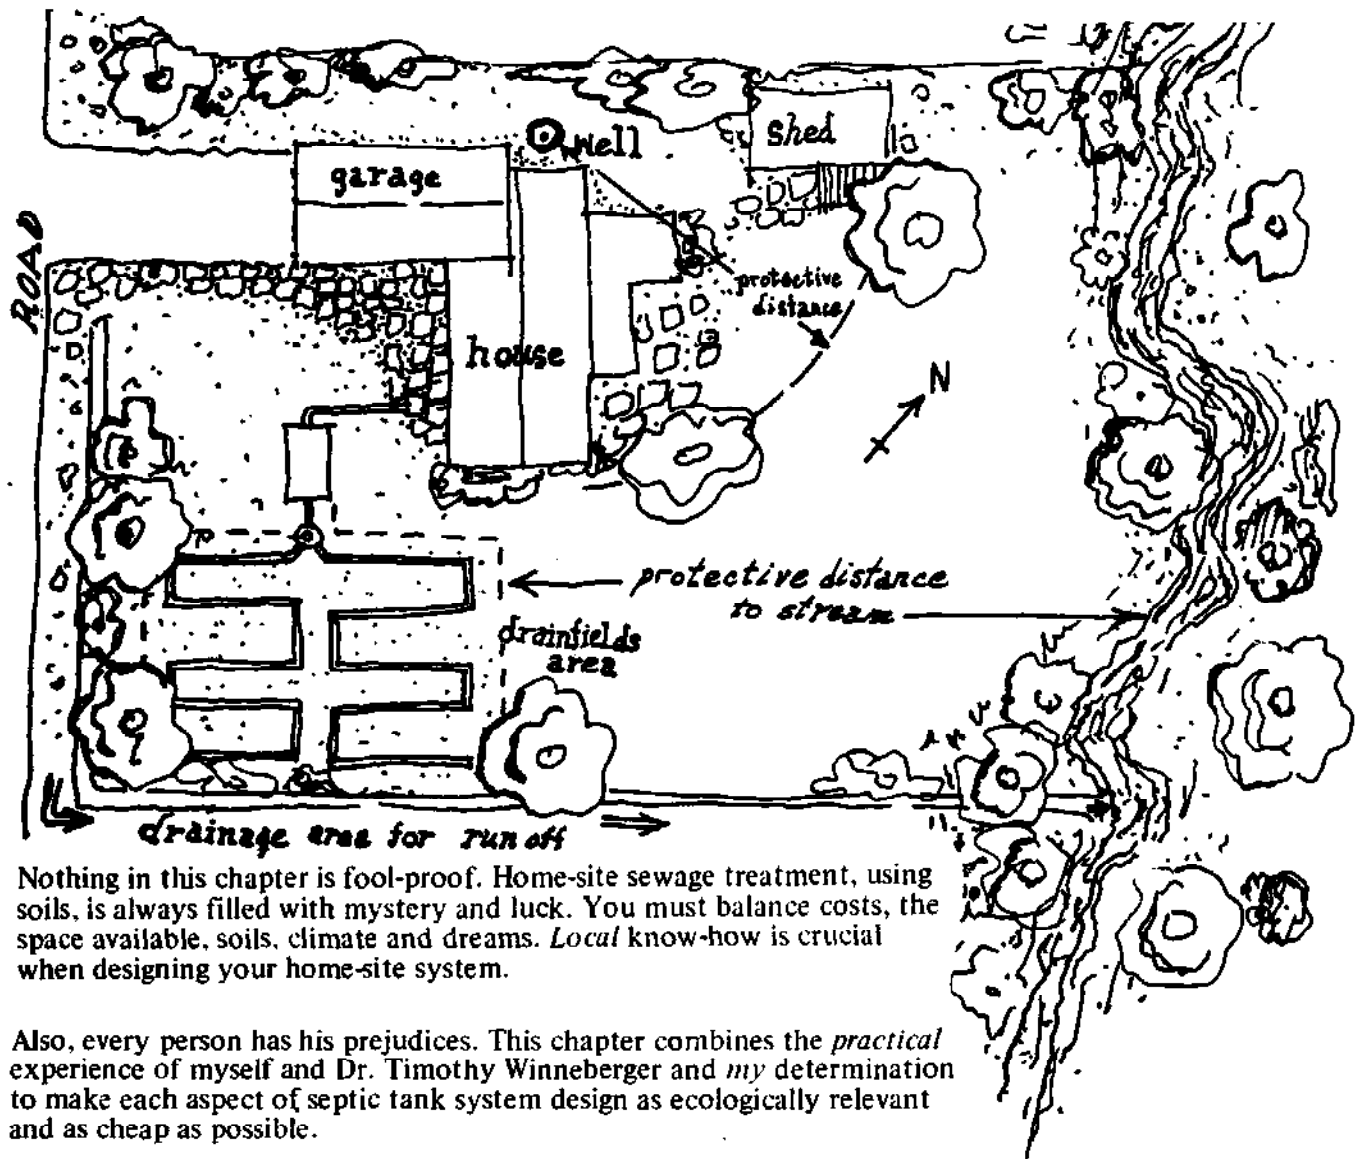 well
shed
garage
ROAD
protective
distance
N
house
protective distance
to stream
drainfields
area
drainage area for run off
Nothing in this chapter is fool-proof. Home-site sewage treatment, using
soils, is always filled with mystery and luck. You must balance costs, the
space available, soils, climate and dreams. Local know-how is crucial
when designing your home-site system.
Also, every person has his prejudices. This chapter combines the practical
experience of myself and Dr. Timothy Winneberger and my determination
to make each aspect of septic tank system design as ecologically relevant
and as cheap as possible.